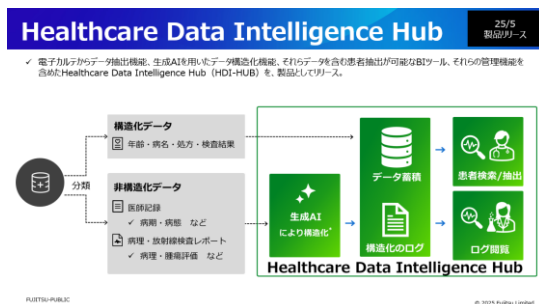 Healthcare Data Intelligence Hub
25/5
製品リリース
✓ 電子カルテからデータ抽出機能、生成AIを用いたデータ構造化機能、それらデータを含む患者抽出が可能なBIツール、それらの管理機能を
含めたHealthcare Data Intelligence Hub(HDI-HUB)を、製品としてリリース。
構造化データ
年齢・病名・処方・検査結果
分類
非構造化データ
医師記録
✓ 病期・病態 など
病理・放射線検査レポート
✓ 病理・腫瘍評価 など
生成AI
により構造化*
データ蓄積
構造化のログ
患者検索/抽出
ログ閲覧
Healthcare Data Intelligence Hub
FUJITSU-PUBLIC
© 2025 Fujitsu Limited